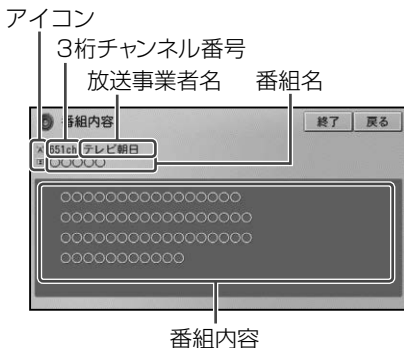 アイコン
3桁チャンネル番号
放送事業者名 番組名
番組内容 終了 戻る
651ch テレビ朝日
○○○○○
○○○○○○○○○○○○○○○○
○○○○○○○○○○○○○○○○○
○○○○○○○○○○○○○○○○○
○○○○○○○○○○○
番組内容